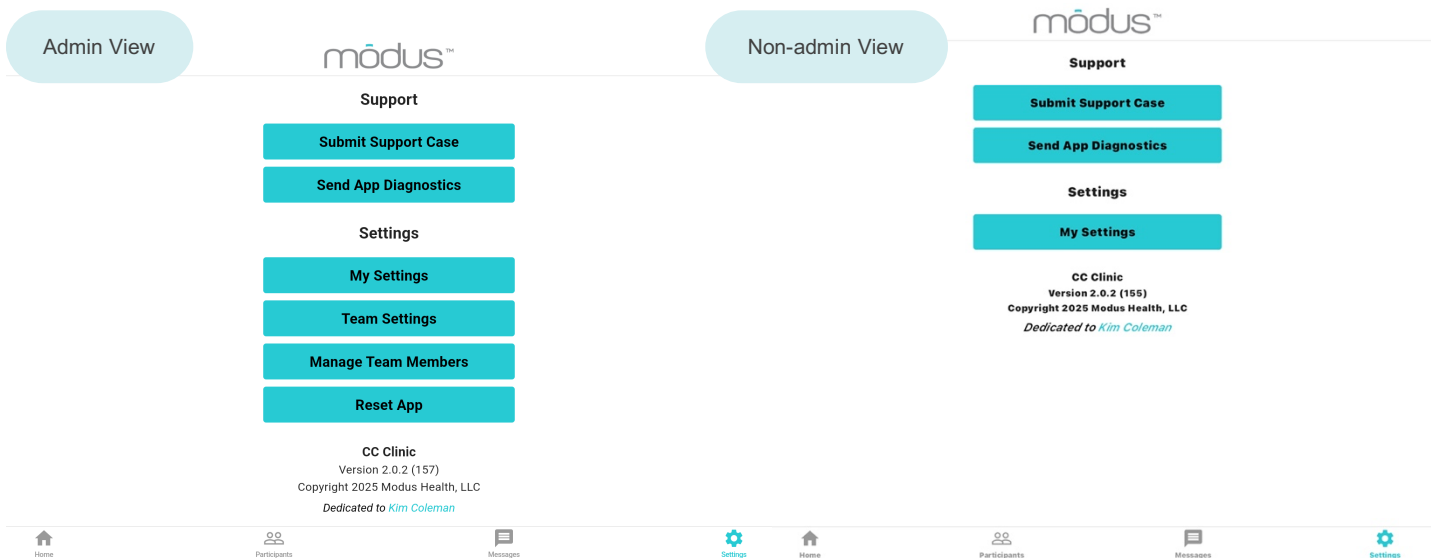 Admin View
mōdus™
Support
Submit Support Case
Send App Diagnostics
Settings
My Settings
Team Settings
Manage Team Members
Reset App
CC Clinic
Version 2.0.2 (157)
Copyright 2025 Modus Health, LLC
Dedicated to Kim Coleman
Home
Participants
Messages
Settings
Non-admin View
mōdus™
Support
Submit Support Case
Send App Diagnostics
Settings
My Settings
CC Clinic
Version 2.0.2 (155)
Copyright 2025 Modus Health, LLC
Dedicated to Kim Coleman
Home
Participants
Messages
Settings